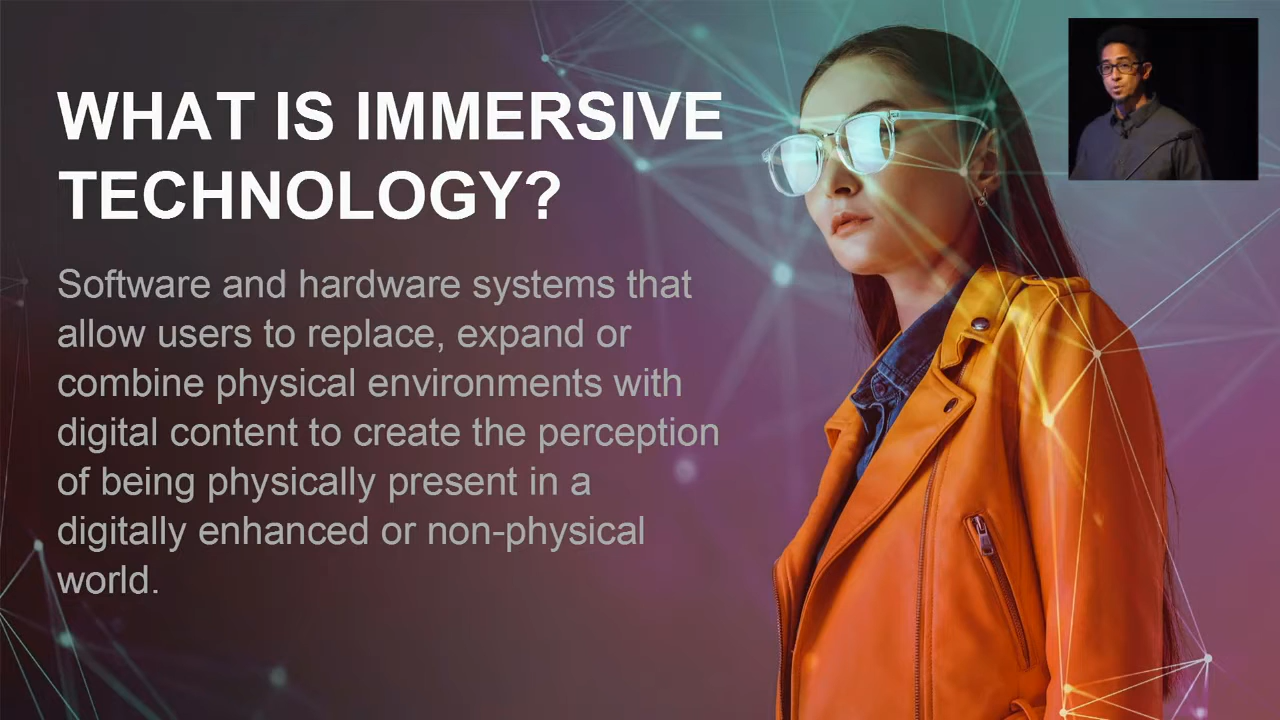 WHAT IS IMMERSIVE
TECHNOLOGY?
Software and hardware systems that
allow users to replace, expand or
combine physical environments with
digital content to create the perception
of being physically present in a
digitally enhanced or non-physical
world.